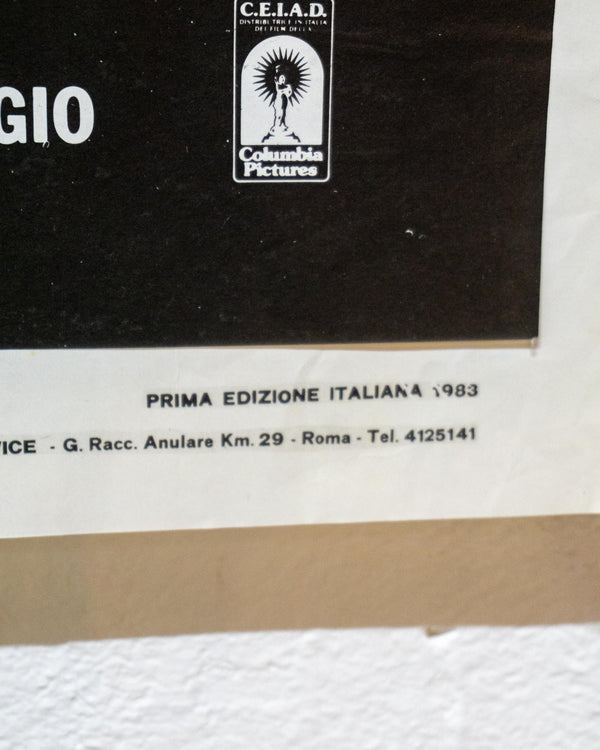 C.E.I.A.D.
DISTRIBUTRICE IN ITALIA
DEI FILM DELLA
GIO
Columbia
Pictures
PRIMA EDIZIONE ITALIANA 1983
VICE - G. Racc. Anulare Km. 29 - Roma - Tel. 4125141